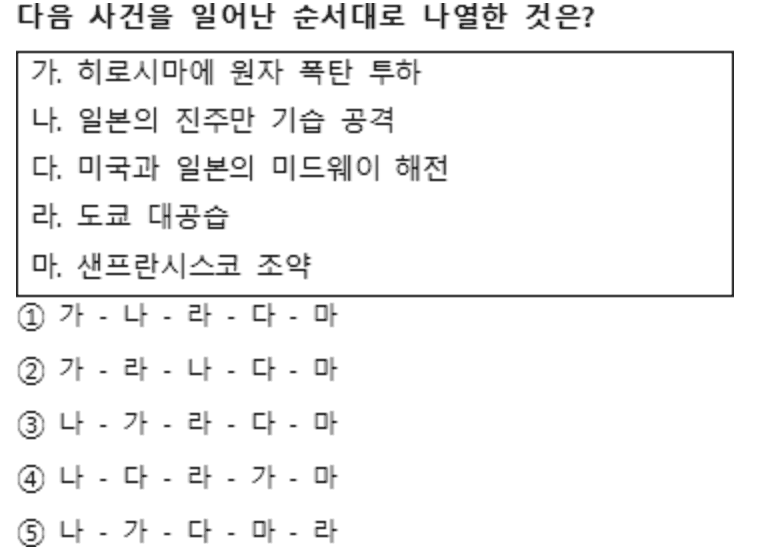 다음 사건을 일어난 순서대로 나열한 것은?
가. 히로시마에 원자 폭탄 투하
나. 일본의 진주만 기습 공격
다. 미국과 일본의 미드웨이 해전
라. 도쿄 대공습
마. 샌프란시스코 조약
① 가 - 나 - 라 - 다 - 마
② 가 - 라 - 나 - 다 - 마
③ 나 - 가 - 라 - 다 - 마
④ 나 - 다 - 라 - 가 - 마
⑤ 나 - 가 - 다 - 마 - 라